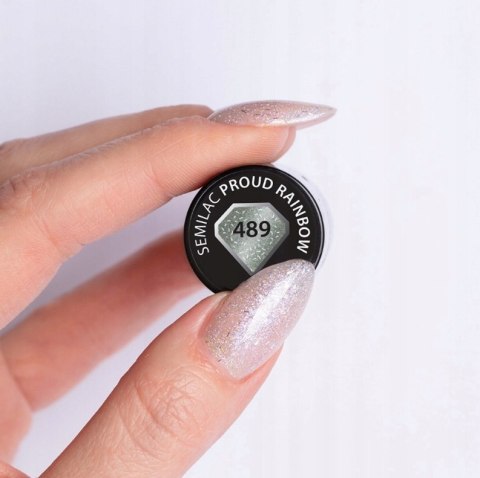 SEMILAC PROUD RAINBOW
489